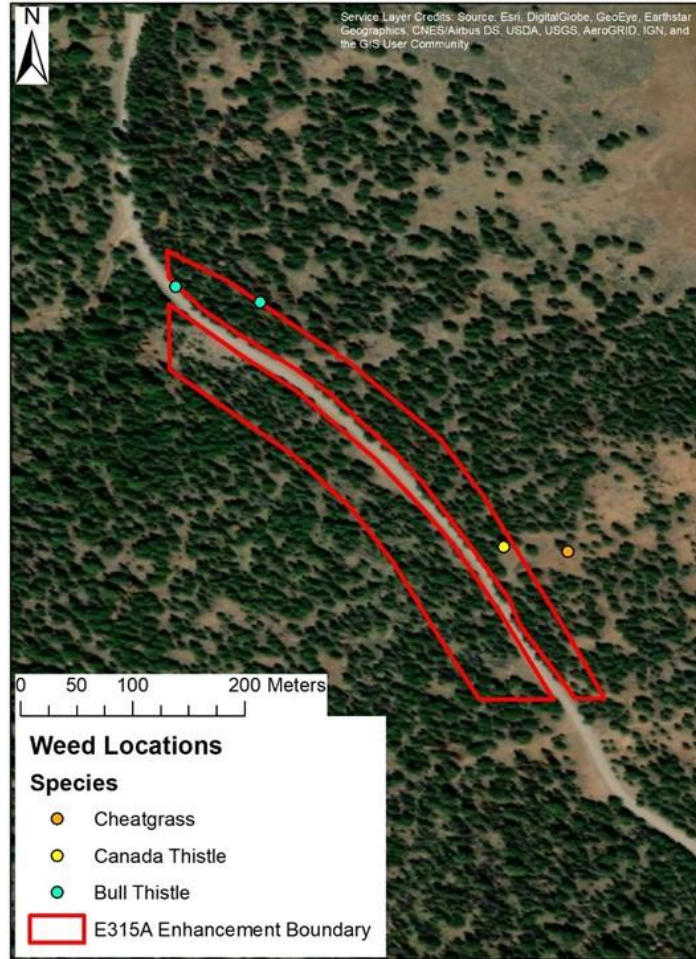 N
Service Layer Credits: Source: Esri, DigitalGlobe, GeoEye, Earthstar
Geographics, CNES/Airbus DS, USDA, USGS, AeroGRID, IGN, and
the GIS User Community
0 50 100 200 Meters
Weed Locations
Species
Cheatgrass
Canada Thistle
Bull Thistle
E315A Enhancement Boundary